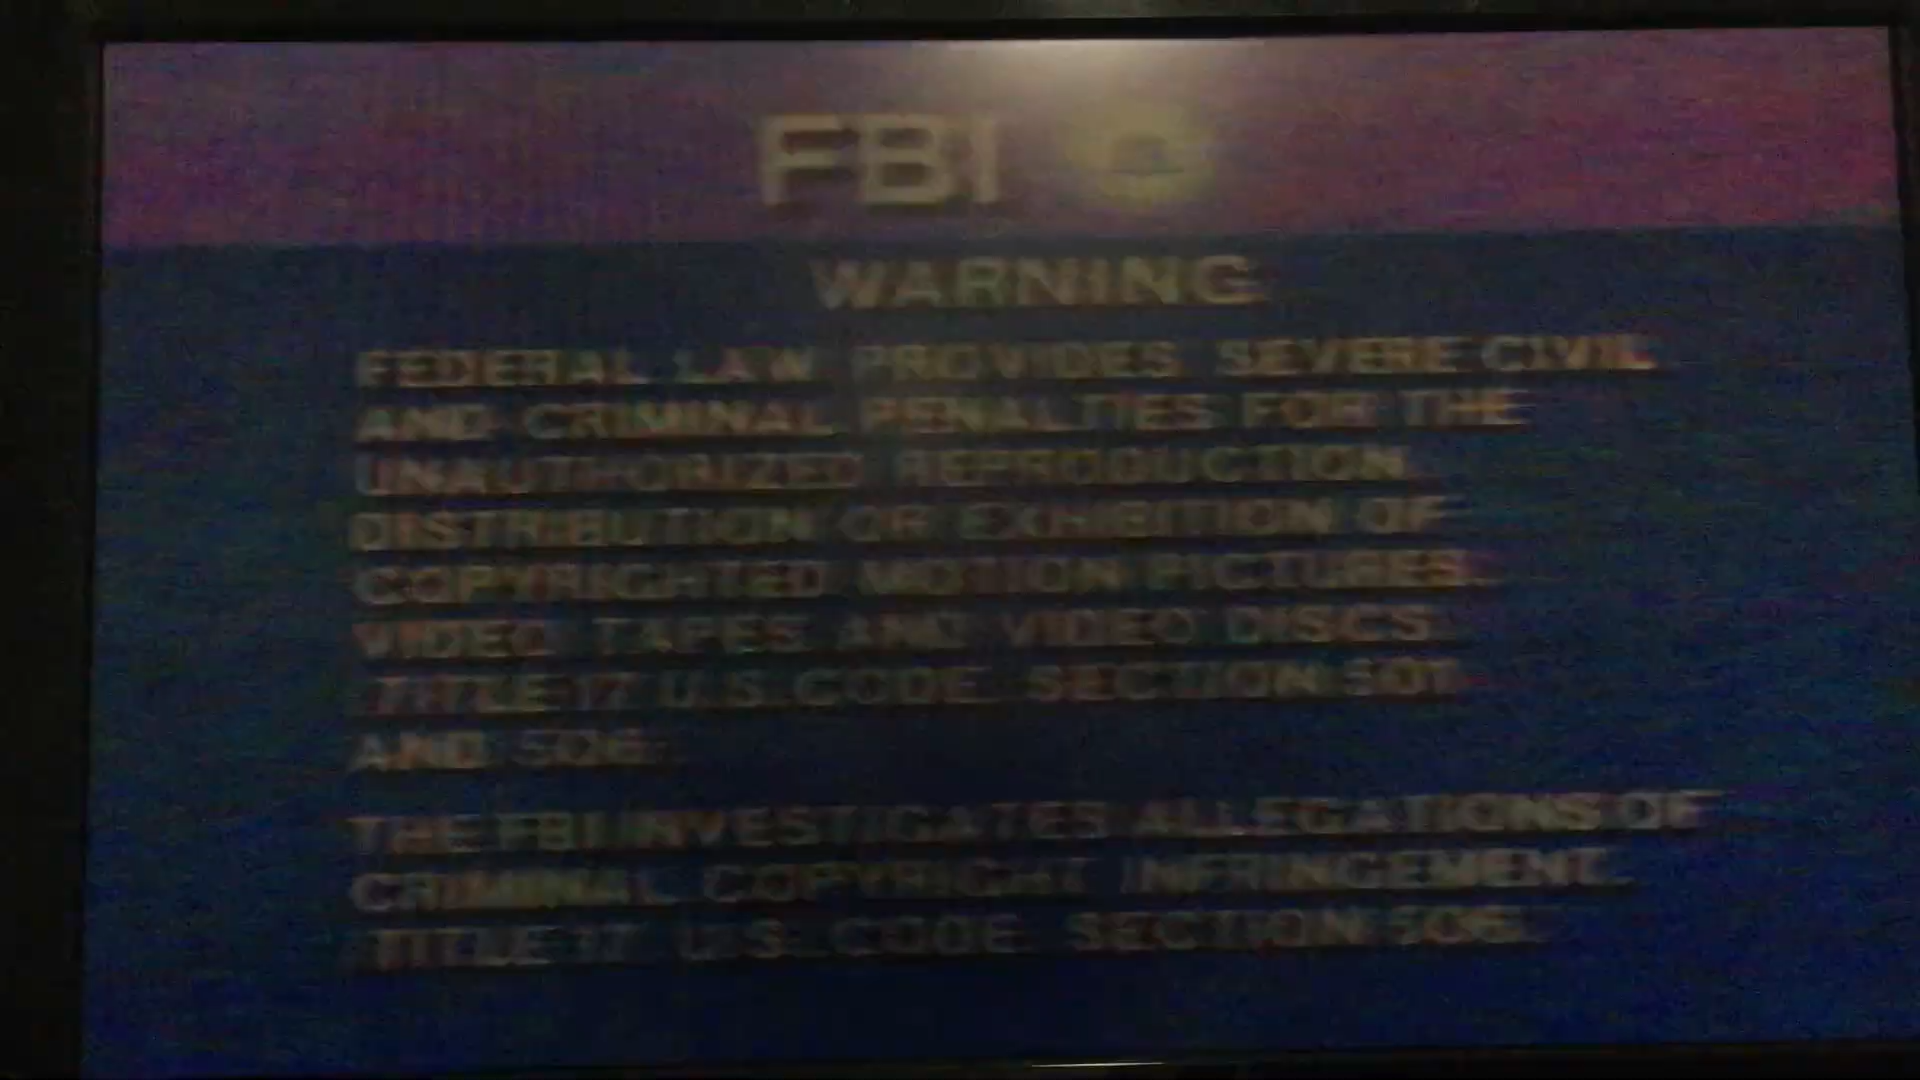 FBI
WARNING
FEDERAL LAW PROVIDES SEVERE CIVIL
AND CRIMINAL PENALTIES FOR THE
UNAUTHORIZED REPRODUCTION
DISTRIBUTION OR EXHIBITION OF
COPYRIGHTED MOTION PICTURES.
VIDEO TAPES AND VIDEO DISCS
TITLE 17 U.S. CODE SECTION 501
AND 506.
THE FBI INVESTIGATES ALLEGATIONS OF
CRIMINAL COPYRIGHT INFRINGEMENT.
TITLE 17 U.S. CODE SECTION 506.